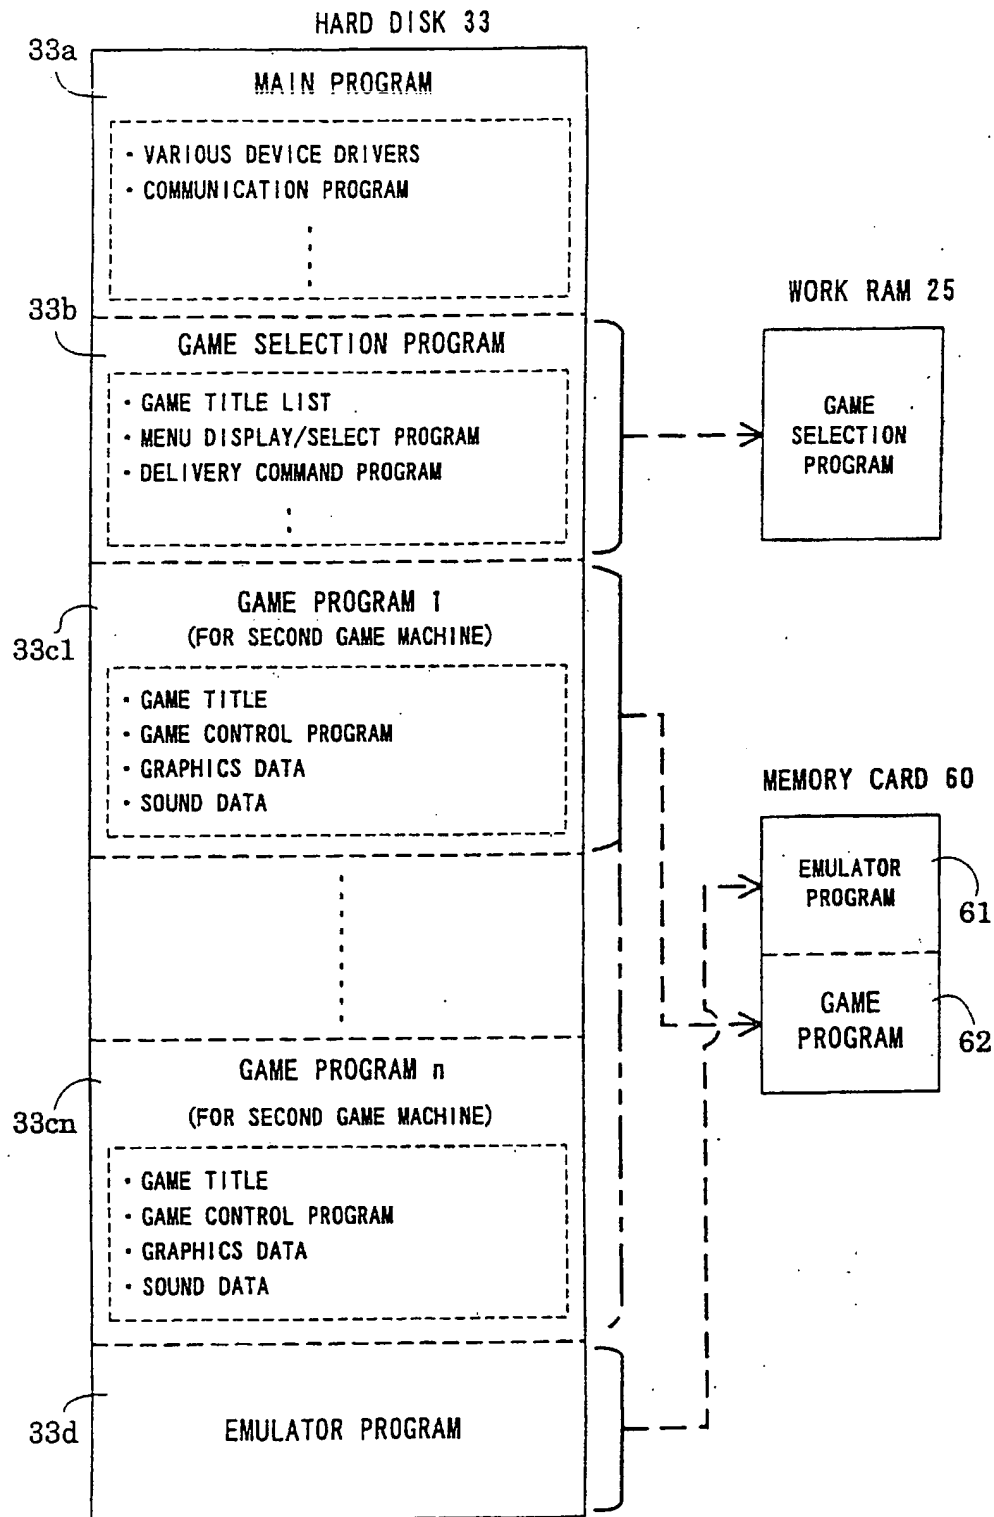 HARD DISK 33
33a
MAIN PROGRAM
· VARIOUS DEVICE DRIVERS
· COMMUNICATION PROGRAM
33b
GAME SELECTION PROGRAM
· GAME TITLE LIST
· MENU DISPLAY/SELECT PROGRAM
· DELIVERY COMMAND PROGRAM
WORK RAM 25
GAME
SELECTION
PROGRAM
33c1
GAME PROGRAM 1
(FOR SECOND GAME MACHINE)
· GAME TITLE
· GAME CONTROL PROGRAM
· GRAPHICS DATA
· SOUND DATA
MEMORY CARD 60
EMULATOR
PROGRAM
61
GAME
PROGRAM
62
33cn
GAME PROGRAM n
(FOR SECOND GAME MACHINE)
· GAME TITLE
· GAME CONTROL PROGRAM
· GRAPHICS DATA
· SOUND DATA
33d
EMULATOR PROGRAM